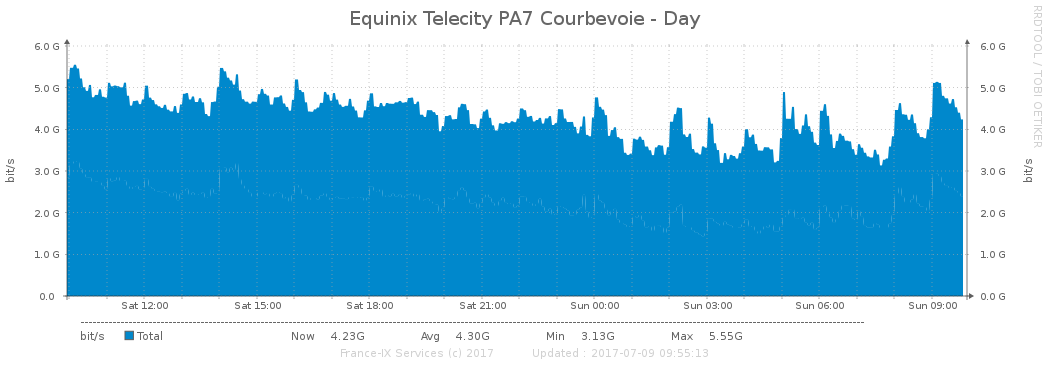 Equinix Telecity PA7 Courbevoie - Day
RRDTOOL / TOBI OETIKER
6.0 G 6.0 G
5.0 G 5.0 G
4.0 G 4.0 G
3.0 G 3.0 G
2.0 G 2.0 G
1.0 G 1.0 G
0.0 0.0 G
bit/s
bit/s
Sat 12:00 Sat 15:00 Sat 18:00 Sat 21:00 Sun 00:00 Sun 03:00 Sun 06:00 Sun 09:00
bit/s Total Now 4.23G Avg 4.30G Min 3.13G Max 5.55G
France-IX Services (c) 2017 Updated : 2017-07-09 09:55:13